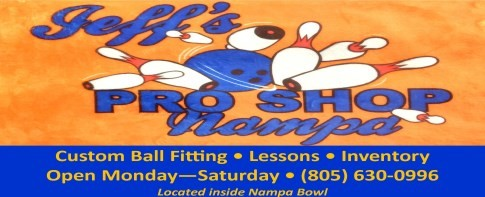 Jeff's
PRO SHOP
Nampa
Custom Ball Fitting • Lessons • Inventory
Open Monday—Saturday • (805) 630-0996
Located inside Nampa Bowl